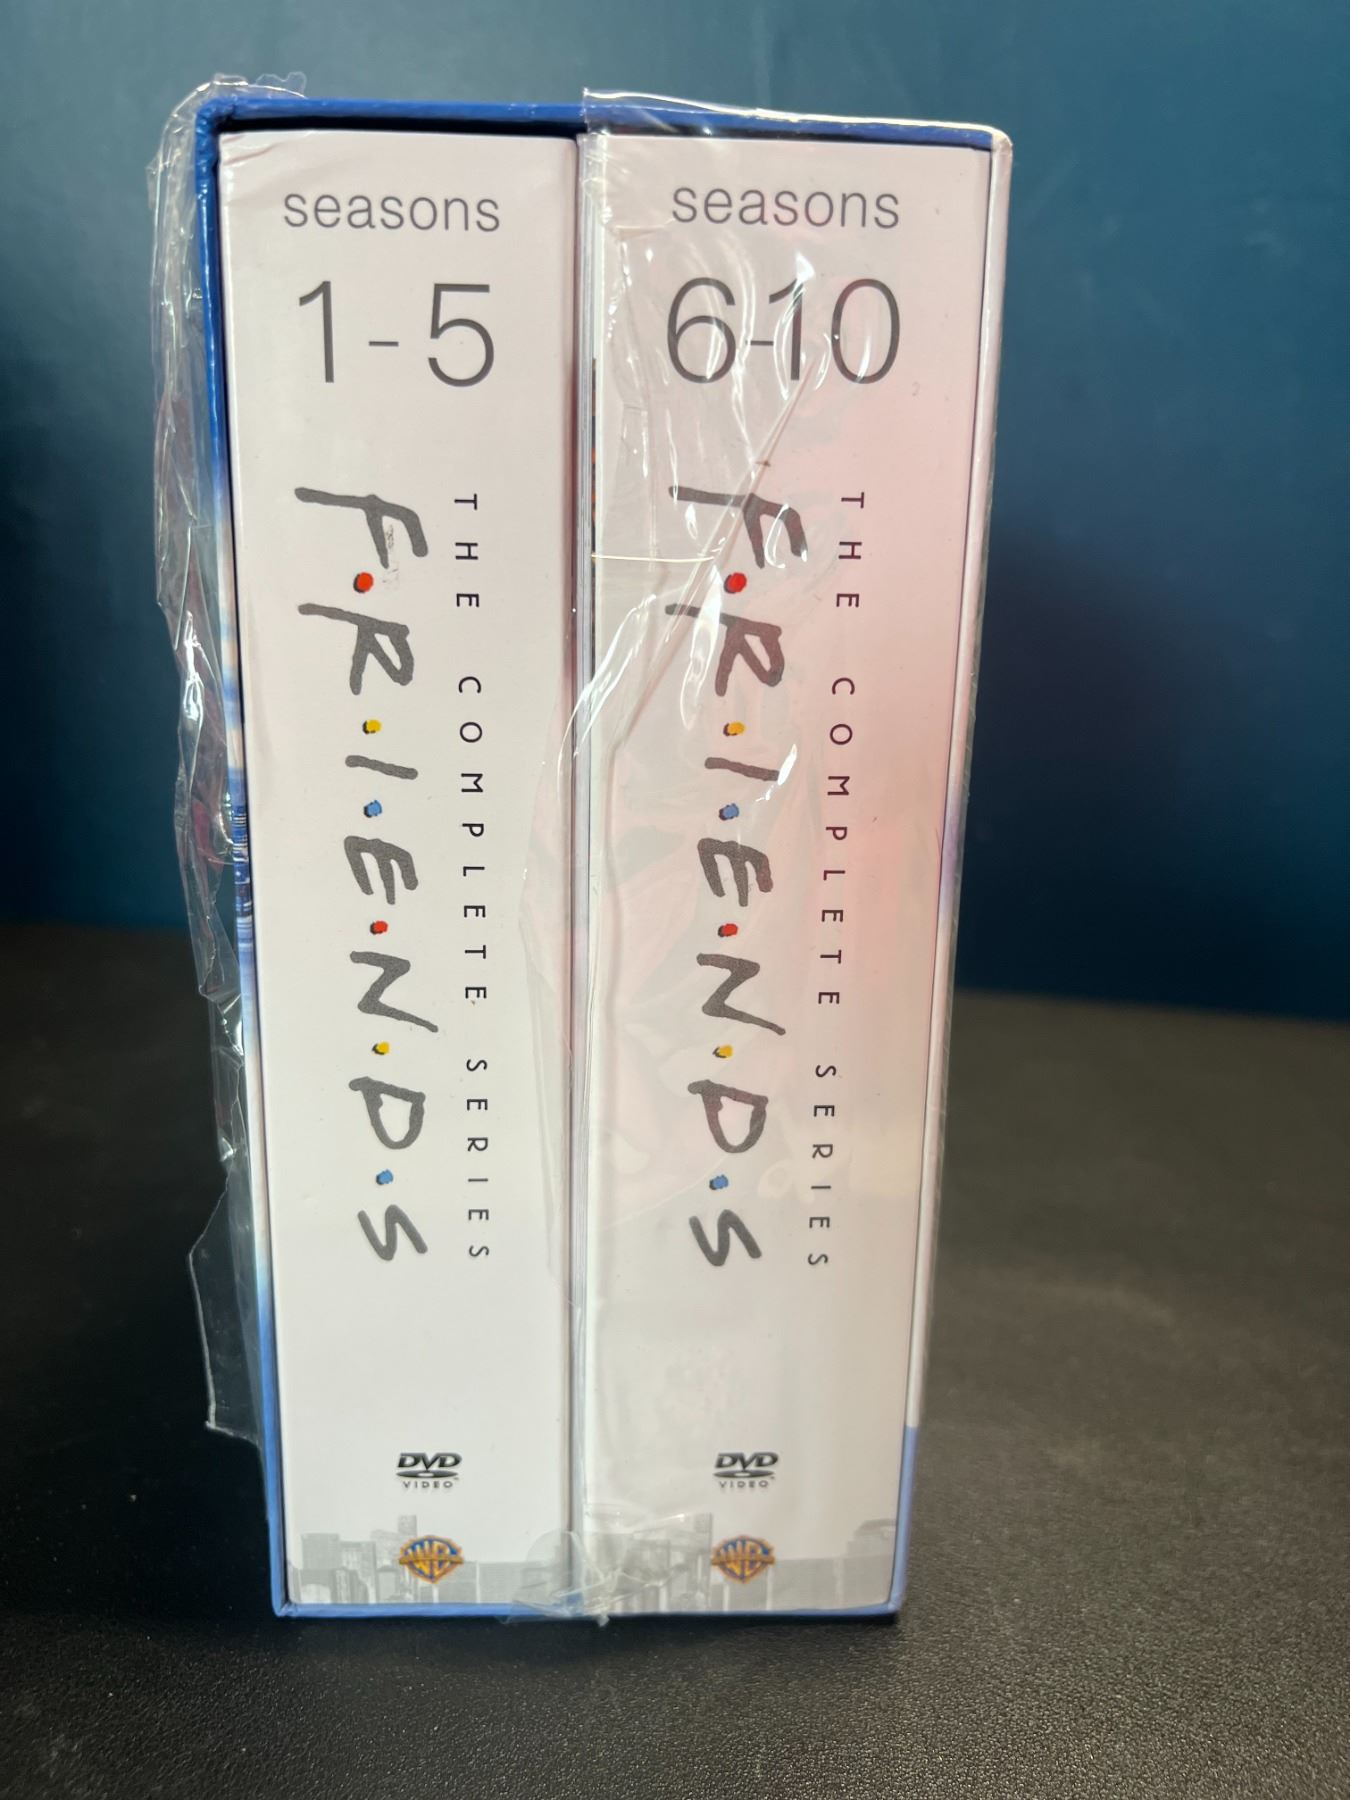 seasons
1-5
F·R·I·E·N·D·S
THE COMPLETE SERIES
DVD
VIDEO
WB
seasons
6-10
F·R·I·E·N·D·S
THE COMPLETE SERIES
DVD
VIDEO
WB